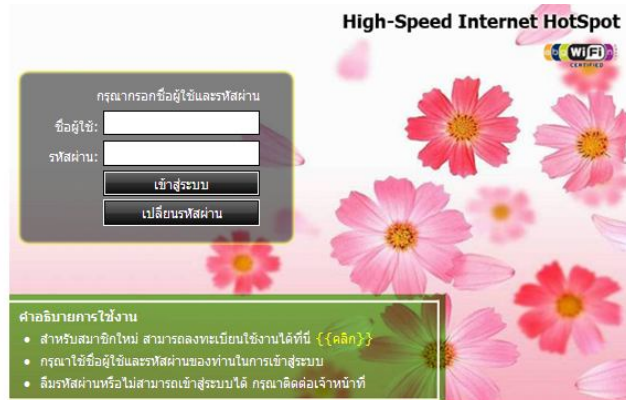 High-Speed Internet HotSpot
abg WiFi n
CERTIFIED
กรุณากรอกชื่อผู้ใช้และรหัสผ่าน
ชื่อผู้ใช้:
รหัสผ่าน:
เข้าสู่ระบบ
เปลี่ยนรหัสผ่าน
คำอธิบายการใช้งาน
สำหรับสมาชิกใหม่ สามารถลงทะเบียนใช้งานได้ที่นี่ {{คลิก}}
กรุณาใช้ชื่อผู้ใช้และรหัสผ่านของท่านในการเข้าสู่ระบบ
ลืมรหัสผ่านหรือไม่สามารถเข้าสู่ระบบได้ กรุณาติดต่อเจ้าหน้าที่